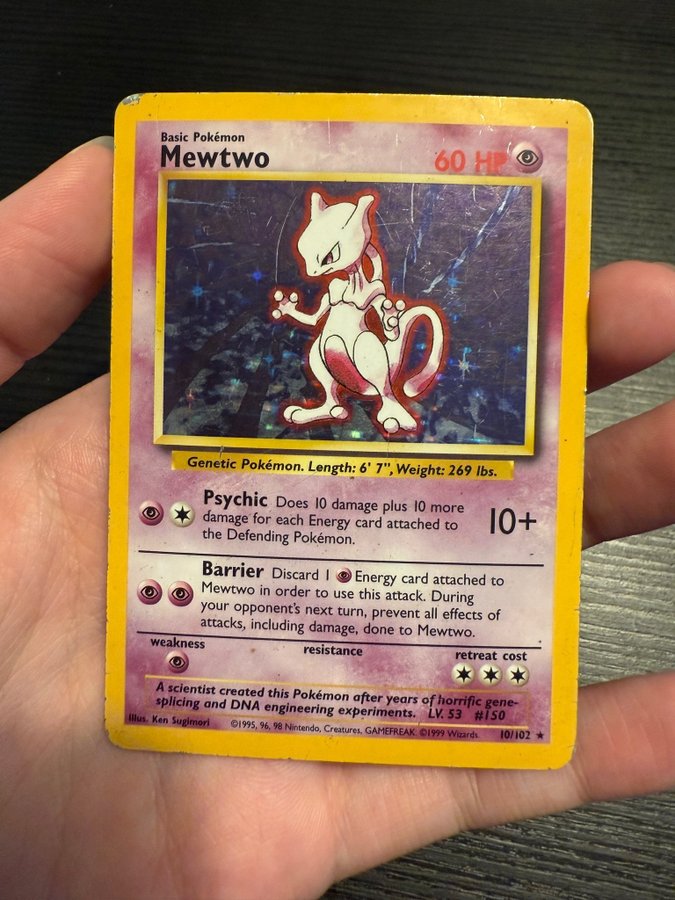 Basic Pokémon
Mewtwo 60 HP
Genetic Pokémon. Length: 6' 7", Weight: 269 lbs.
Psychic Does 10 damage plus 10 more
damage for each Energy card attached to
the Defending Pokémon.
10+
Barrier Discard 1 Energy card attached to
Mewtwo in order to use this attack. During
your opponent's next turn, prevent all effects of
attacks, including damage, done to Mewtwo.
weakness resistance retreat cost
A scientist created this Pokémon after years of horrific gene-
splicing and DNA engineering experiments. LV. 53 #150
Illus. Ken Sugimori ©1995, 96, 98 Nintendo, Creatures, GAMEFREAK. ©1999 Wizards. 10/102 ★